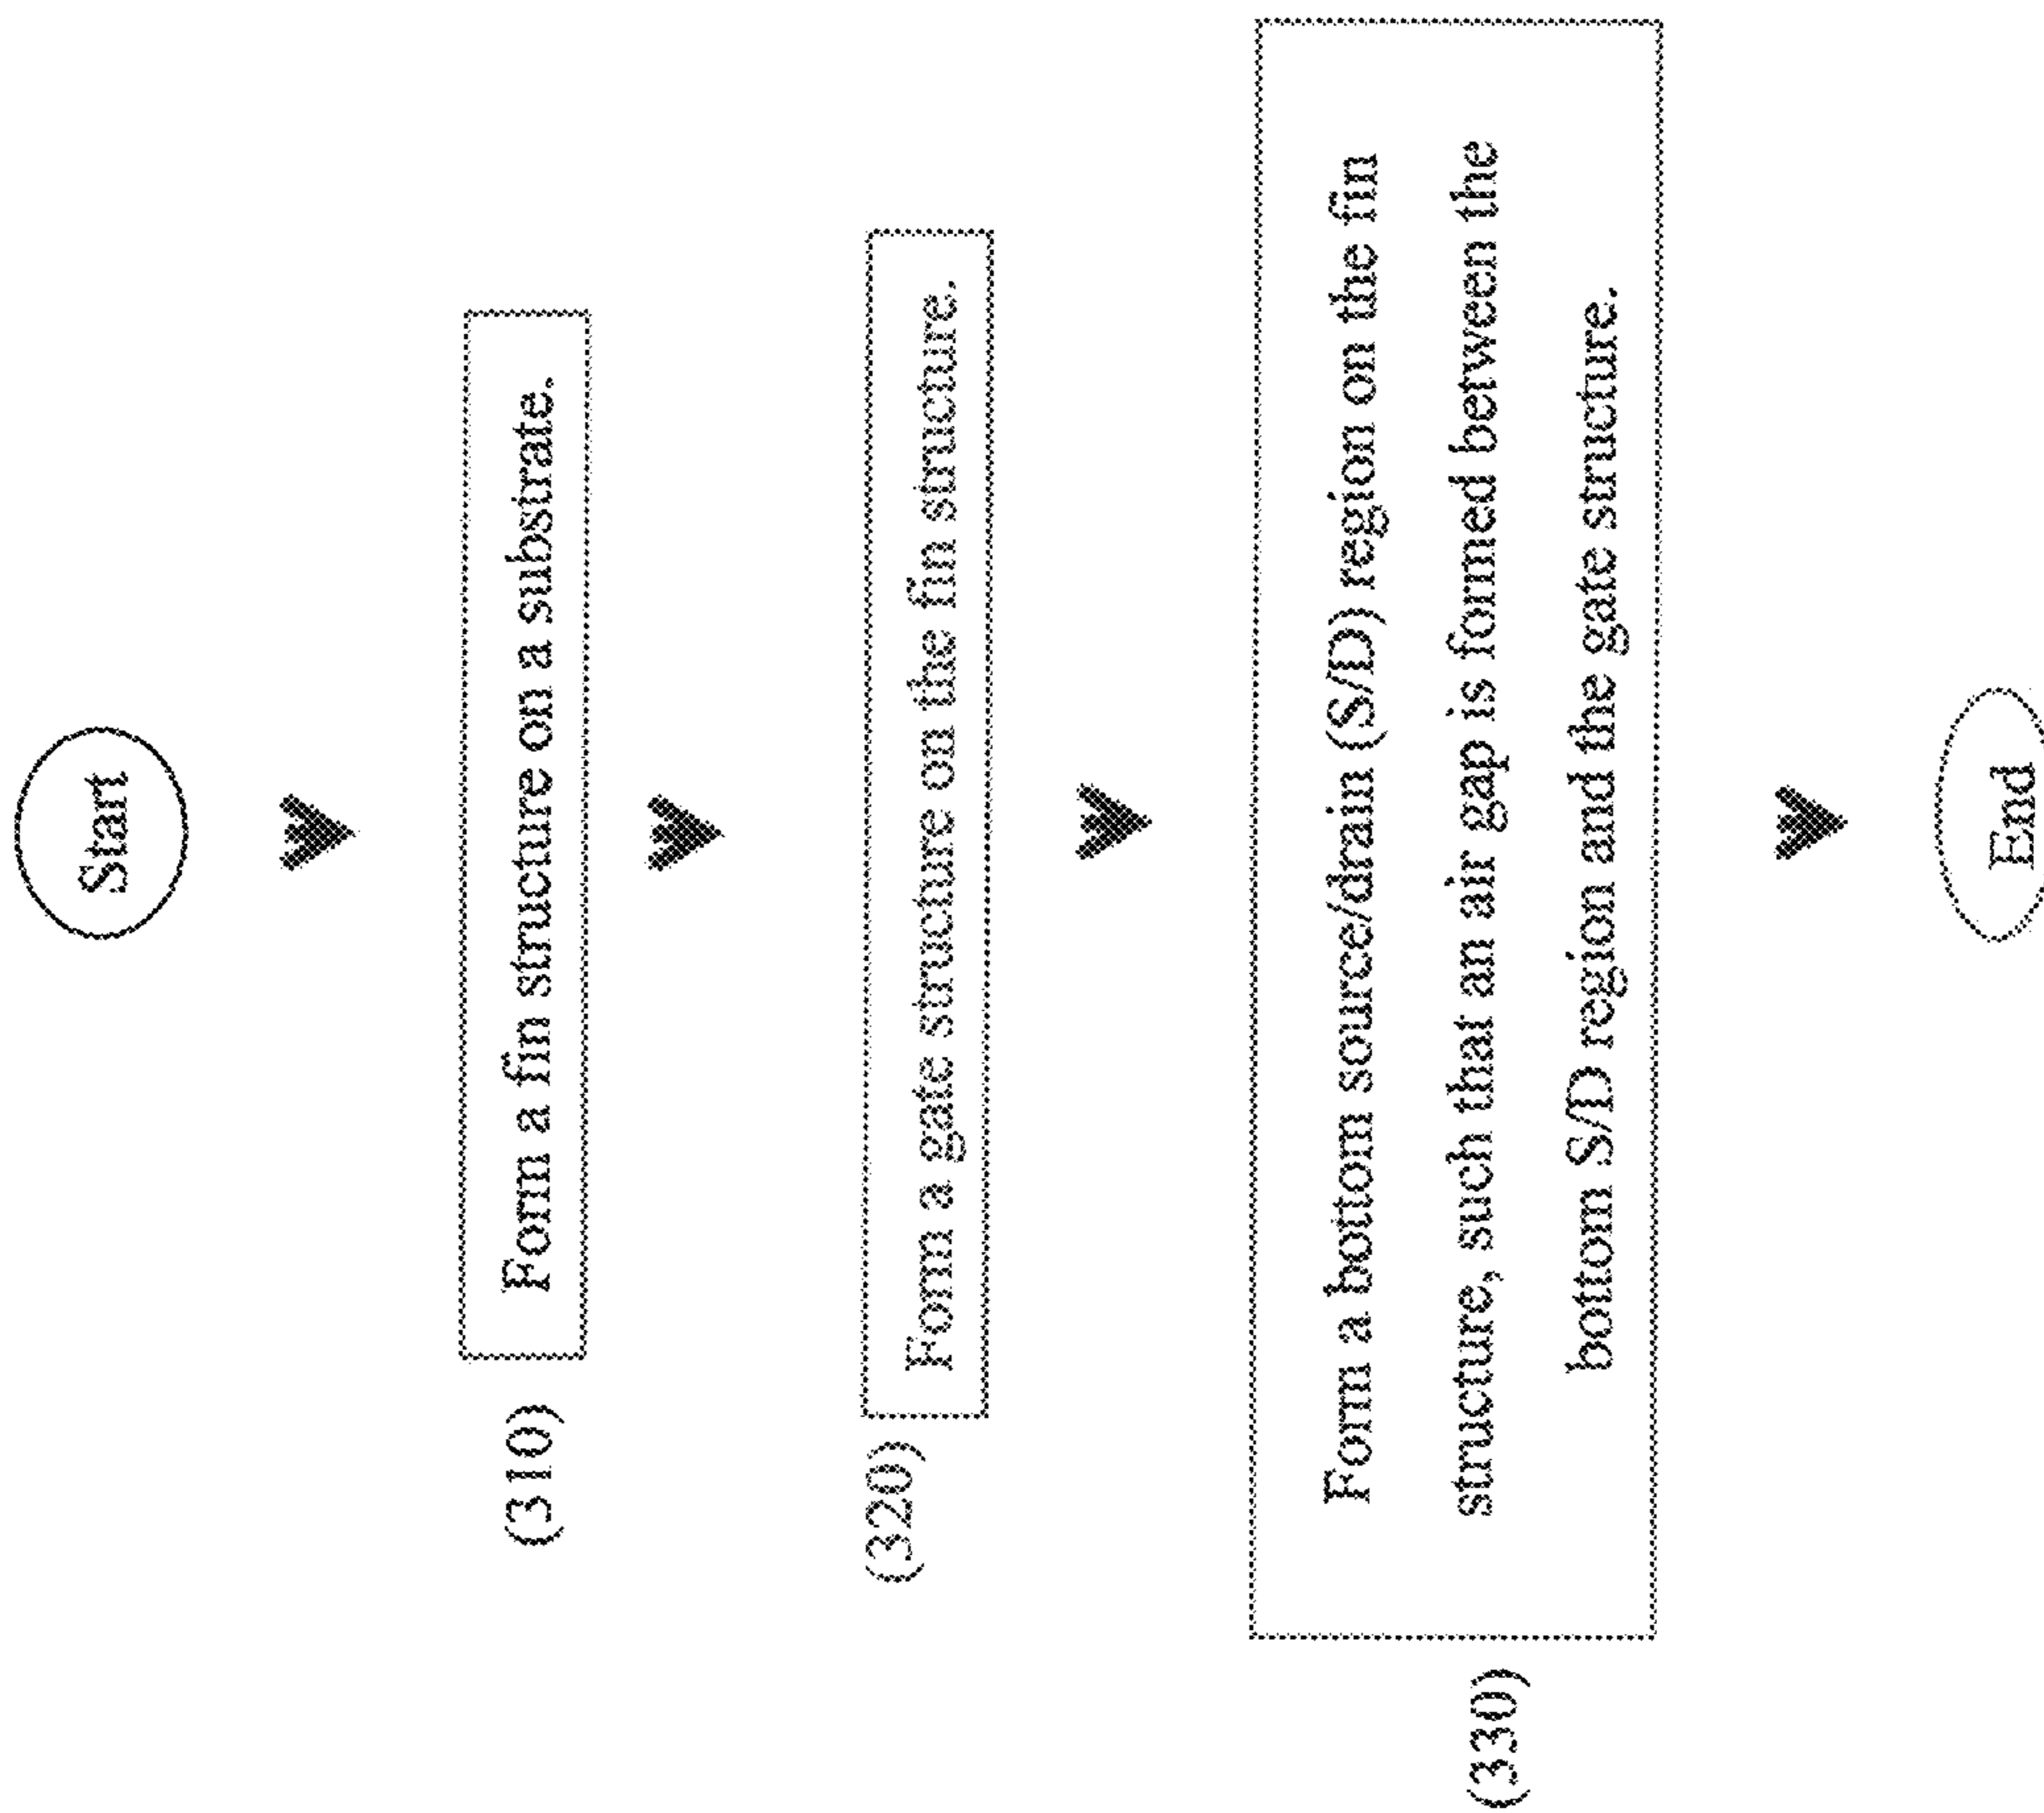 Start
(310)
Form a fin structure on a substrate.
(320)
Form a gate structure on the fin structure.
(330)
Form a bottom source/drain (S/D) region on the fin
structure, such that an air gap is formed between the
bottom S/D region and the gate structure.
End